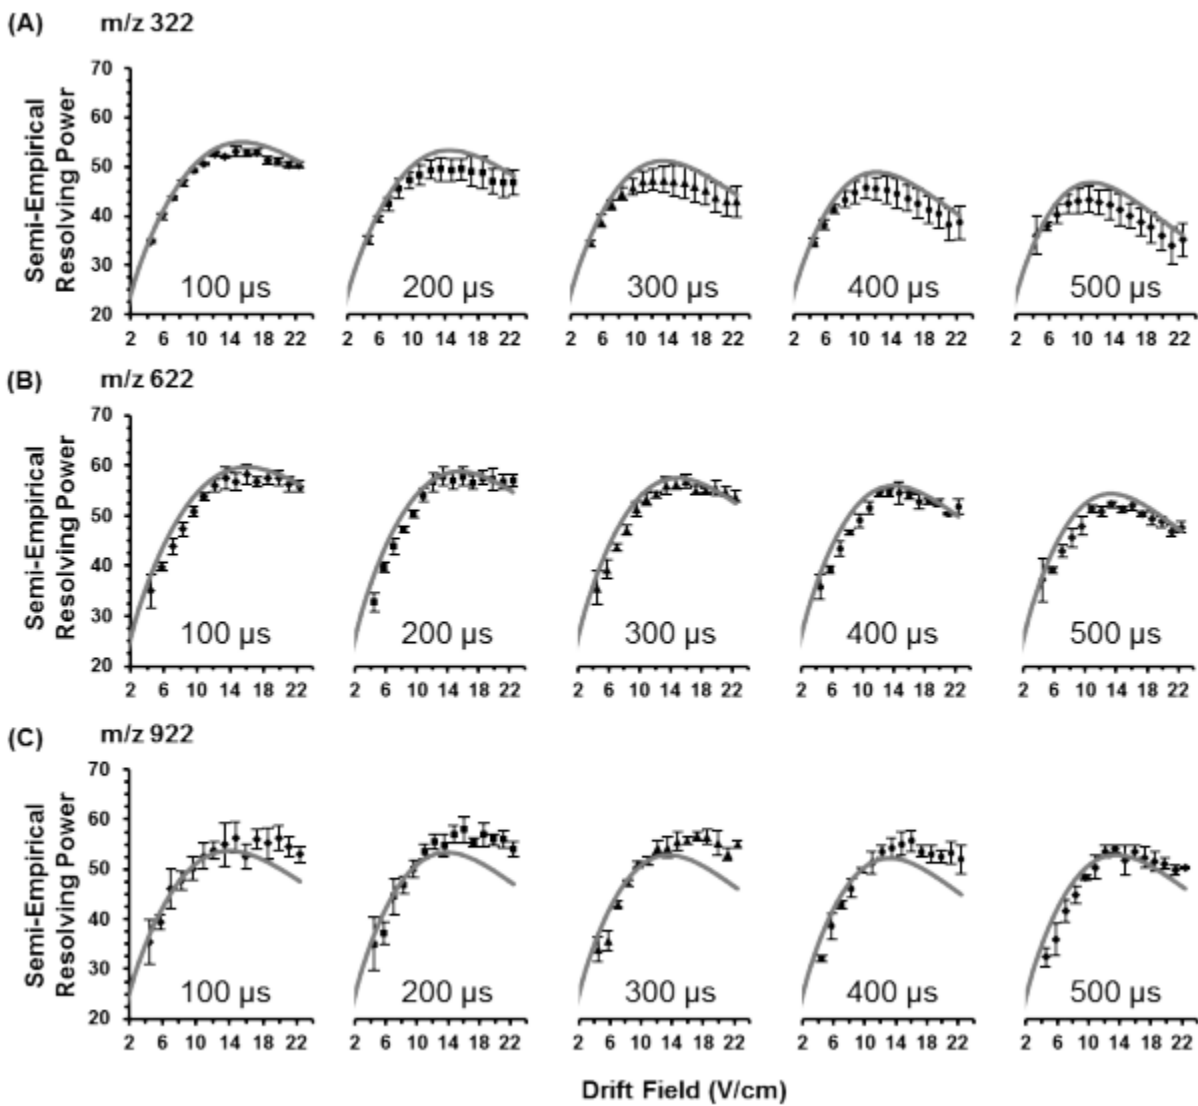 (A) m/z 322
Semi-Empirical
Resolving Power
70
60
50
40
30
20
100 µs
200 µs
300 µs
400 µs
500 µs
2 6 10 14 18 22
2 6 10 14 18 22
2 6 10 14 18 22
2 6 10 14 18 22
2 6 10 14 18 22
(B) m/z 622
Semi-Empirical
Resolving Power
70
60
50
40
30
20
100 µs
200 µs
300 µs
400 µs
500 µs
2 6 10 14 18 22
2 6 10 14 18 22
2 6 10 14 18 22
2 6 10 14 18 22
2 6 10 14 18 22
(C) m/z 922
Semi-Empirical
Resolving Power
70
60
50
40
30
20
100 µs
200 µs
300 µs
400 µs
500 µs
2 6 10 14 18 22
2 6 10 14 18 22
2 6 10 14 18 22
2 6 10 14 18 22
2 6 10 14 18 22
Drift Field (V/cm)